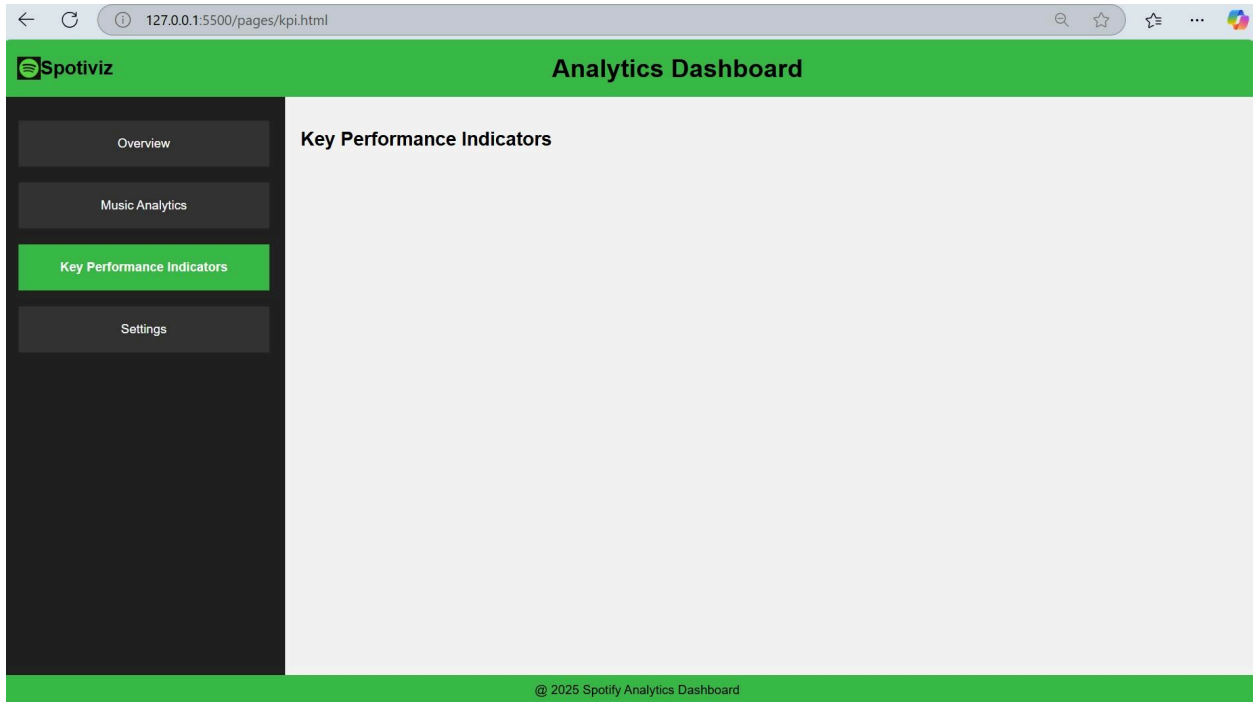 127.0.0.1:5500/pages/kpi.html
Spotiviz
Analytics Dashboard
Overview
Music Analytics
Key Performance Indicators
Settings
Key Performance Indicators
@ 2025 Spotify Analytics Dashboard